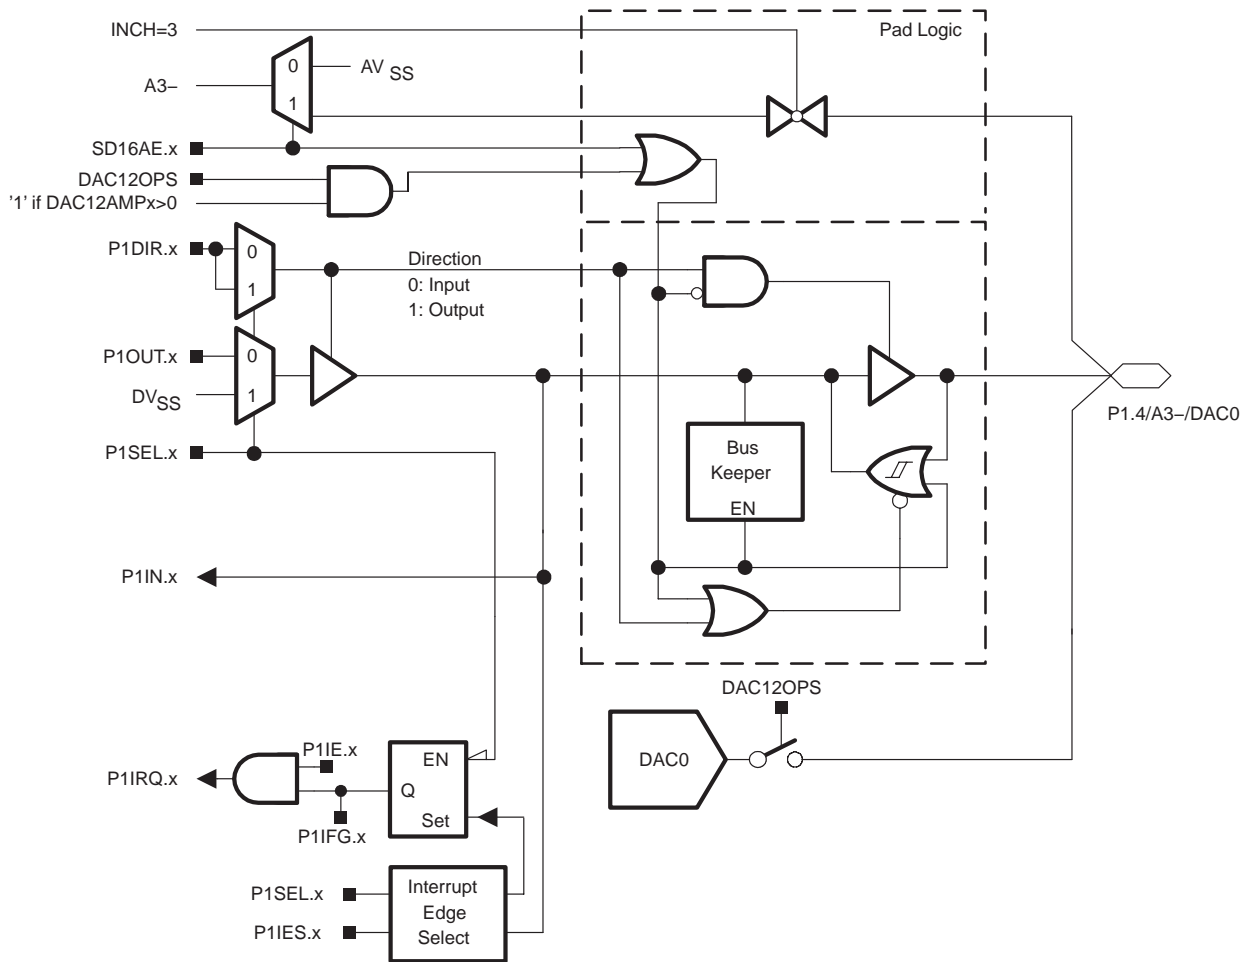 INCH=3
Pad Logic
0
AV SS
A3–
1
SD16AE.x
DAC12OPS
'1' if DAC12AMPx>0
P1DIR.x
0
1
Direction
0: Input
1: Output
P1OUT.x
0
1
DVSS
P1.4/A3–/DAC0
P1SEL.x
Bus
Keeper
EN
P1IN.x
DAC12OPS
DAC0
P1IE.x
EN
P1IRQ.x
Q
Set
P1IFG.x
P1SEL.x
P1IES.x
Interrupt
Edge
Select